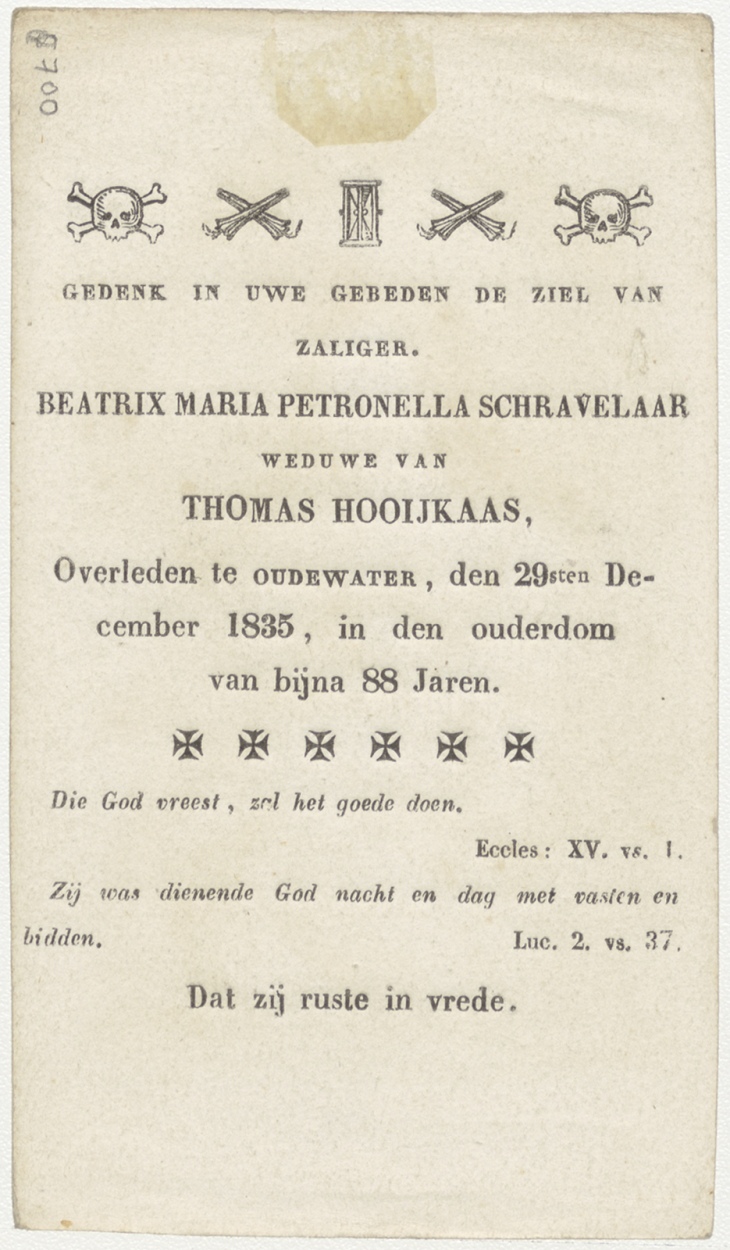 8700
GEDENK IN UWE GEBEDEN DE ZIEL VAN
ZALIGER.
BEATRIX MARIA PETRONELLA SCHRAVELAAR
WEDUWE VAN
THOMAS HOOIJKAAS,
Overleden te OUDEWATER, den 29sten De-
cember 1835, in den ouderdom
van bijna 88 Jaren.
Die God vreest, zal het goede doen.
Eccles: XV. vs. 1.
Zij was dienende God nacht en dag met vasten en
bidden. Luc. 2. vs. 37.
Dat zij ruste in vrede.